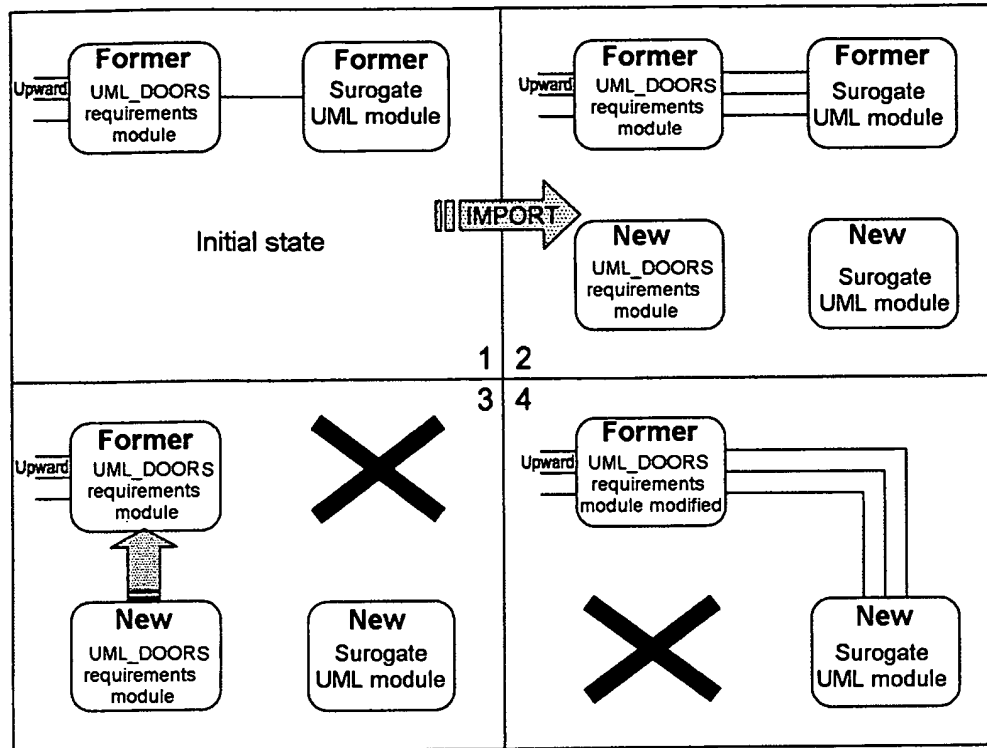 Former
Upward
UML_DOORS
requirements
module
Former
Surogate
UML module
Initial state
1
IMPORT
Former
Upward
UML_DOORS
requirements
module
Former
Surogate
UML module
New
UML_DOORS
requirements
module
New
Surogate
UML module
2
3
Former
Upward
UML_DOORS
requirements
module
New
UML_DOORS
requirements
module
New
Surogate
UML module
4
Former
Upward
UML_DOORS
requirements
module modified
New
Surogate
UML module